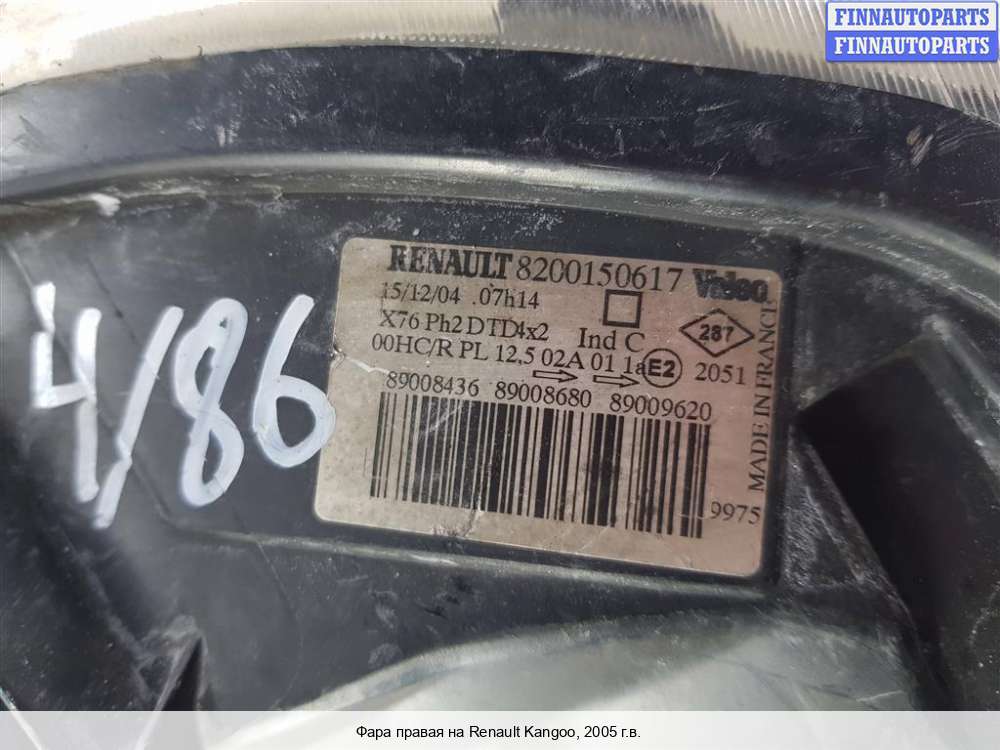 FINNAUTOPARTS
FINNAUTOPARTS
RENAULT 8200150617 Valeo
15/12/04 .07h14
X76 Ph2 DTD4x2 Ind C 287
00HC/R PL 12,5 02A 01 1a E2 2051
89008436 89008680 89009620
9975
MADE IN FRANCE
4/86
Фара правая на Renault Kangoo, 2005 г.в.